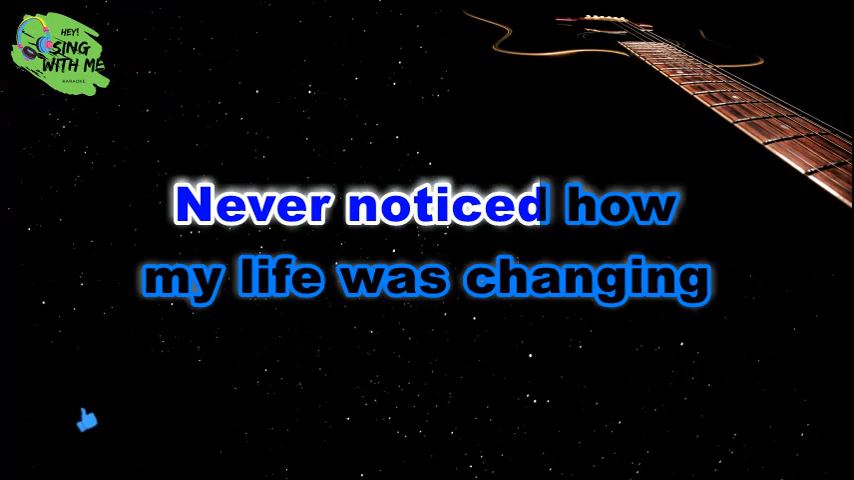 HEY!
SING
WITH ME
KARAOKE
Never noticed how
my life was changing